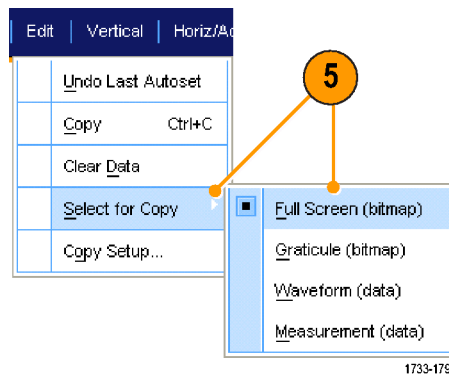 Edit Vertical Horiz/Ac
Undo Last Autoset
5
Copy Ctrl+C
Clear Data
Select for Copy
Full Screen (bitmap)
Graticule (bitmap)
Copy Setup...
Waveform (data)
Measurement (data)
1733-179